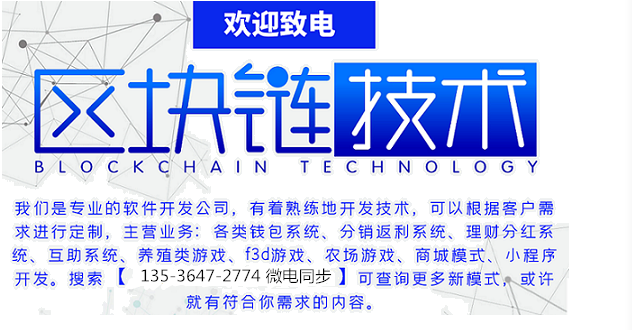 欢迎致电
区块链技术
BLOCKCHAIN TECHNOLOGY
我们是专业的软件开发公司，有着熟练地开发技术，可以根据客户需
求进行定制，主营业务：各类钱包系统、分销返利系统、理财分红系
统、互助系统、养殖类游戏、f3d游戏、农场游戏、商城模式、小程序
开发。搜索【 135-3647-2774 微电同步 】可查询更多新模式，或许
就有符合你需求的内容。